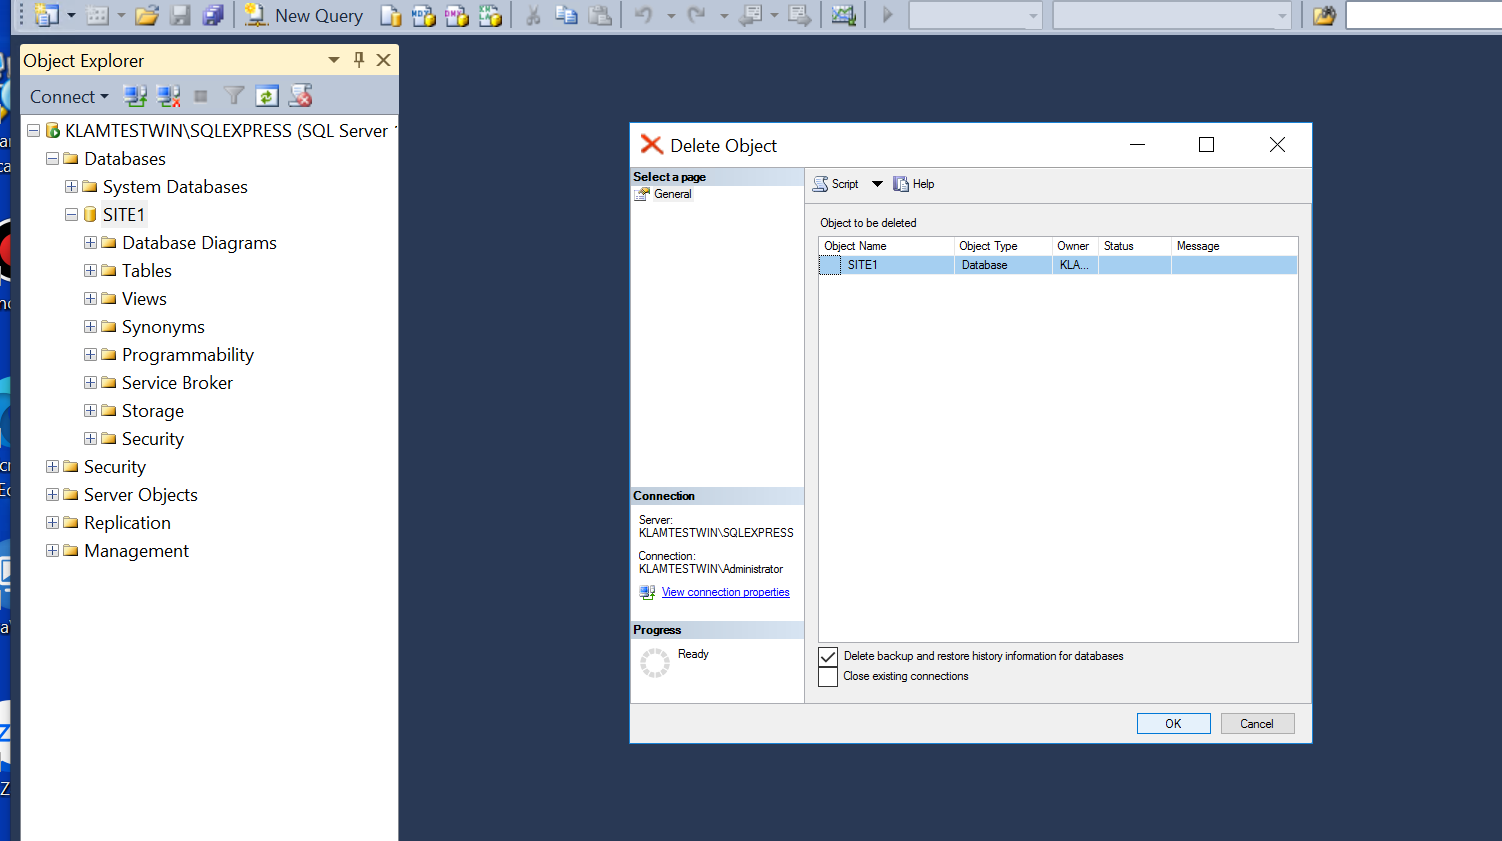 New Query
MDX
DMX
Object Explorer
Connect
KLAMTESTWIN\SQLEXPRESS (SQL Server
Databases
System Databases
SITE1
Database Diagrams
Tables
Views
Synonyms
Programmability
Service Broker
Storage
Security
Security
Server Objects
Replication
Management
Delete Object
Select a page
General
Connection
Server:
KLAMTESTWIN\SQLEXPRESS
Connection:
KLAMTESTWIN\Administrator
View connection properties
Progress
Ready
Script
Help
Object to be deleted
Object Name Object Type Owner Status Message
SITE1 Database KLA...
Delete backup and restore history information for databases
Close existing connections
OK Cancel